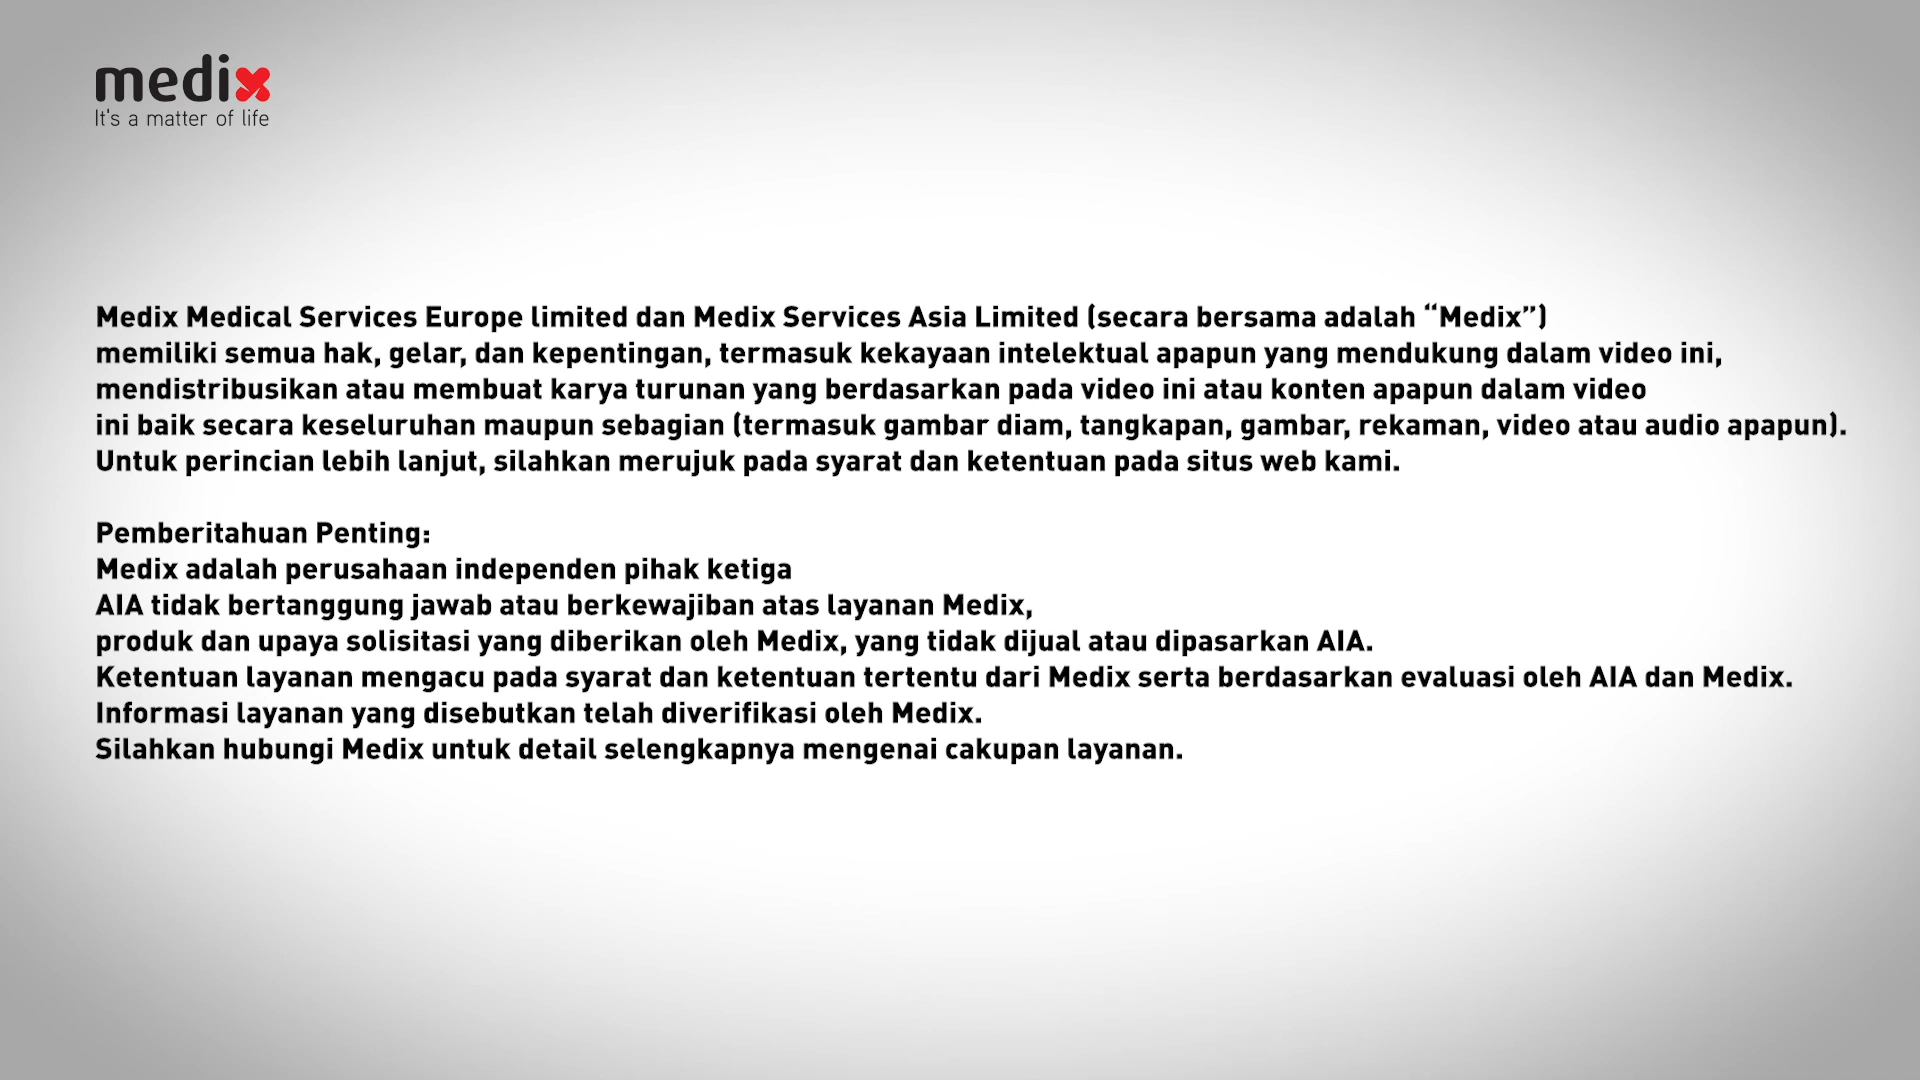 medix
It's a matter of life
Medix Medical Services Europe limited dan Medix Services Asia Limited (secara bersama adalah “Medix”)
memiliki semua hak, gelar, dan kepentingan, termasuk kekayaan intelektual apapun yang mendukung dalam video ini,
mendistribusikan atau membuat karya turunan yang berdasarkan pada video ini atau konten apapun dalam video
ini baik secara keseluruhan maupun sebagian (termasuk gambar diam, tangkapan, gambar, rekaman, video atau audio apapun).
Untuk perincian lebih lanjut, silahkan merujuk pada syarat dan ketentuan pada situs web kami.
Pemberitahuan Penting:
Medix adalah perusahaan independen pihak ketiga
AIA tidak bertanggung jawab atau berkewajiban atas layanan Medix,
produk dan upaya solisitasi yang diberikan oleh Medix, yang tidak dijual atau dipasarkan AIA.
Ketentuan layanan mengacu pada syarat dan ketentuan tertentu dari Medix serta berdasarkan evaluasi oleh AIA dan Medix.
Informasi layanan yang disebutkan telah diverifikasi oleh Medix.
Silahkan hubungi Medix untuk detail selengkapnya mengenai cakupan layanan.